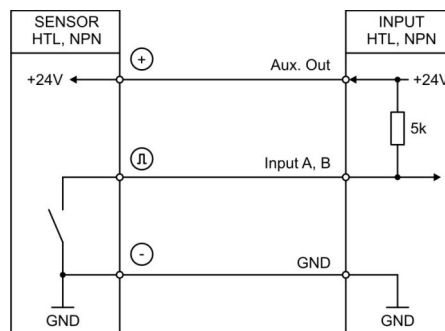 SENSOR
HTL, NPN
INPUT
HTL, NPN
+
Aux. Out
+24V
+24V
5k
Input A, B
-
GND
GND
GND